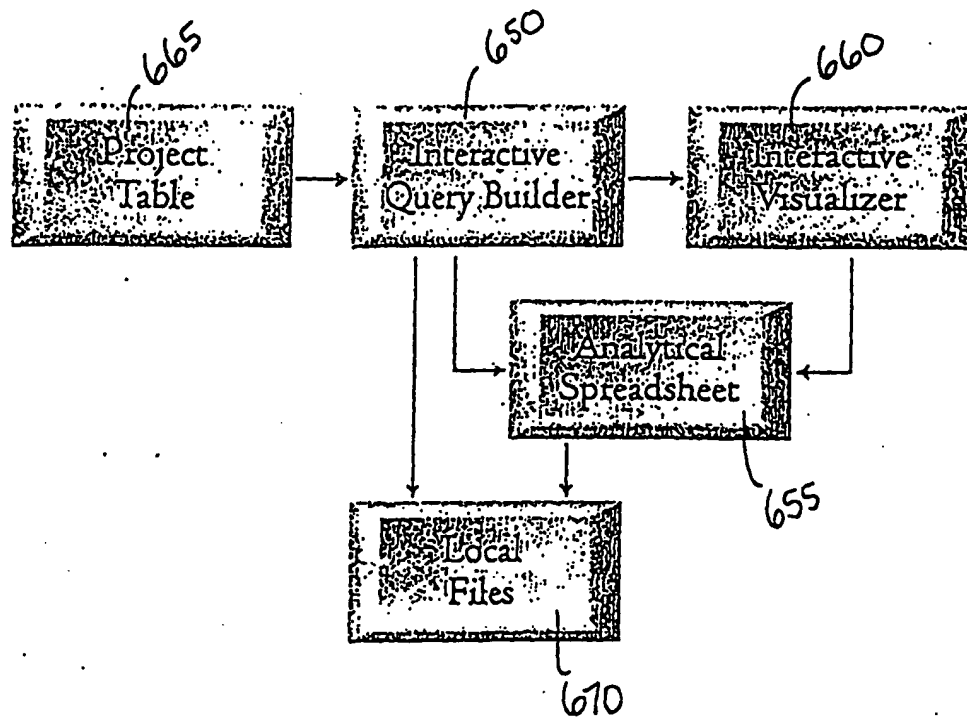 665
650
660
Project
Table
Interactive
Query Builder
Interactive
Visualizer
Analytical
Spreadsheet
655
Local
Files
670